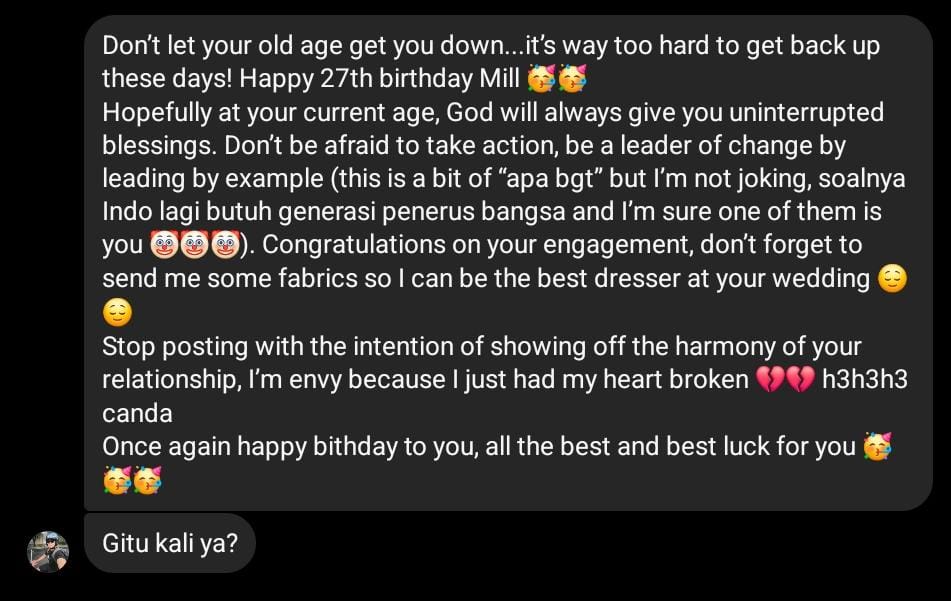 Don't let your old age get you down...it's way too hard to get back up
these days! Happy 27th birthday Mill 🥳🥳
Hopefully at your current age, God will always give you uninterrupted
blessings. Don't be afraid to take action, be a leader of change by
leading by example (this is a bit of “apa bgt” but I'm not joking, soalnya
Indo lagi butuh generasi penerus bangsa and I'm sure one of them is
you 🤡🤡🤡). Congratulations on your engagement, don't forget to
send me some fabrics so I can be the best dresser at your wedding 😌
😌
Stop posting with the intention of showing off the harmony of your
relationship, I'm envy because I just had my heart broken 💔💔 h3h3h3
canda
Once again happy bithday to you, all the best and best luck for you 🥳
🥳🥳
Gitu kali ya?